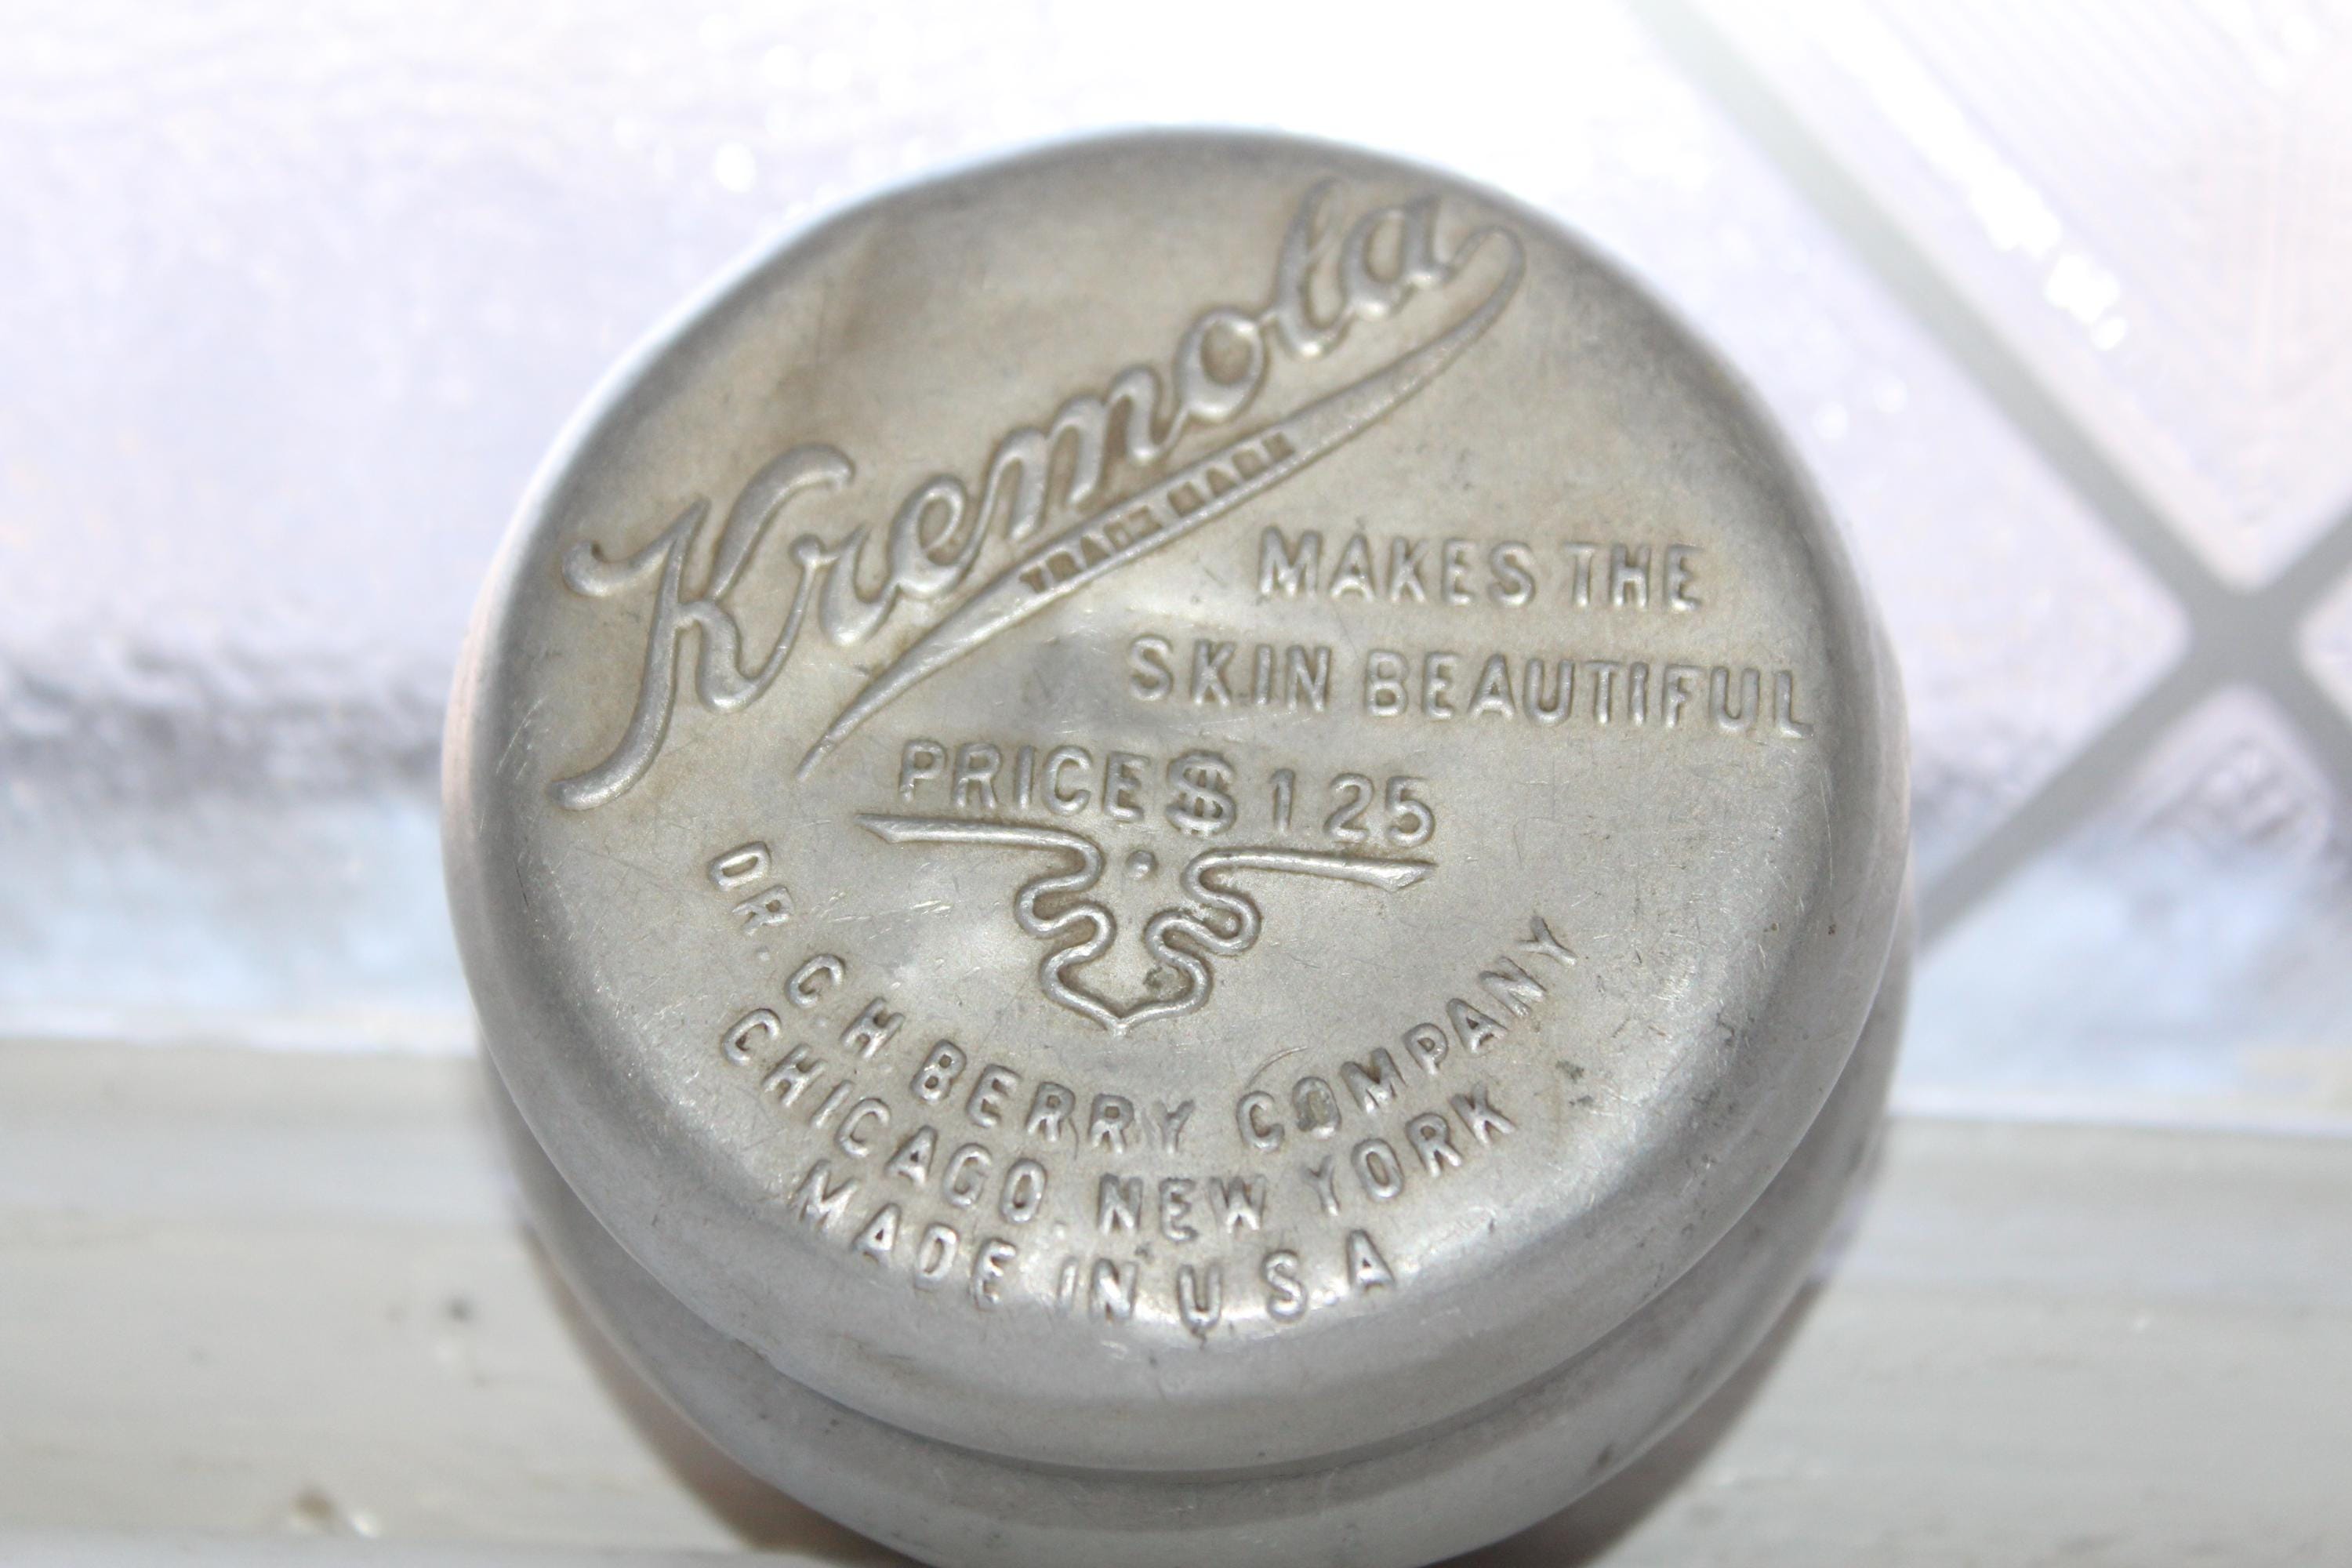 Kremola
TRADE MARK
MAKES THE
SKIN BEAUTIFUL
PRICE $ 1.25
DR. C.H. BERRY COMPANY
CHICAGO. NEW YORK
MADE IN U.S.A